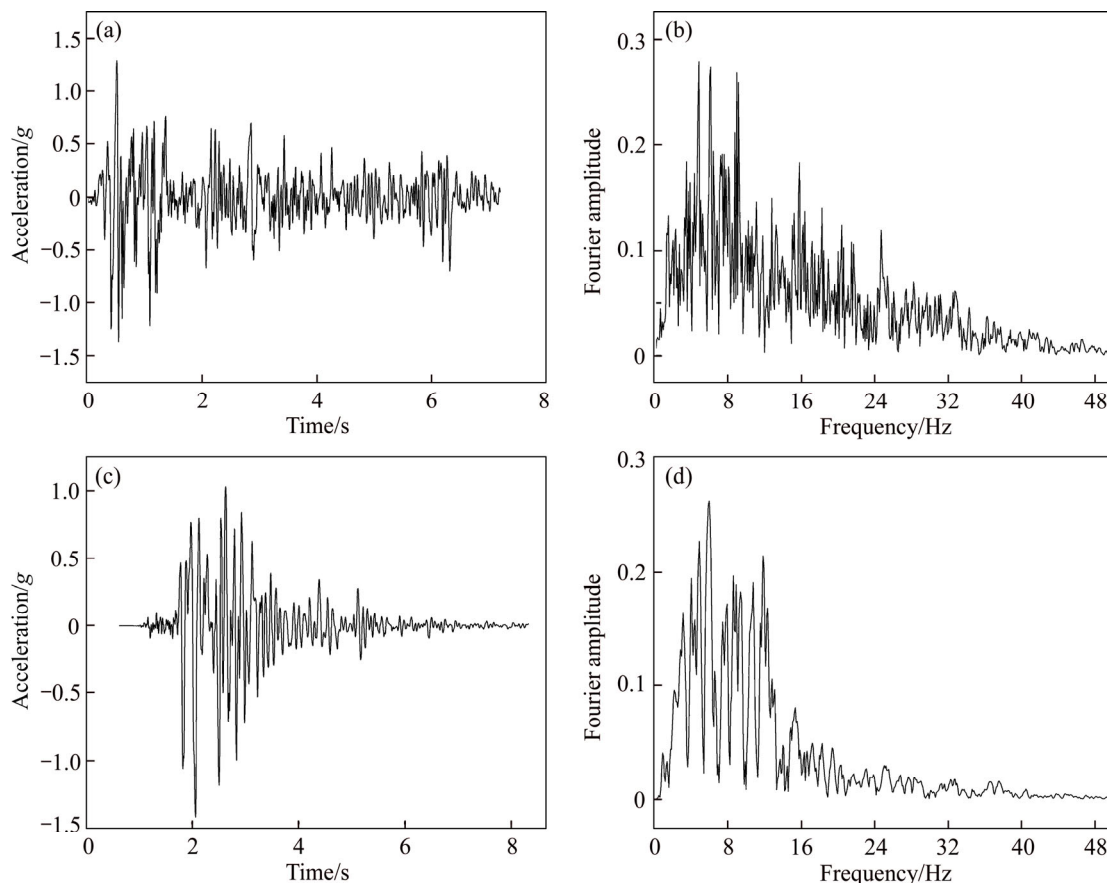 (a)
Acceleration/g
1.5
1.0
0.5
0
−0.5
−1.0
−1.5
0 2 4 6 8
Time/s
(b)
Fourier amplitude
0.3
0.2
0.1
0
0 8 16 24 32 40 48
Frequency/Hz
(c)
Acceleration/g
1.0
0.5
0
−0.5
−1.0
−1.5
0 2 4 6 8
Time/s
(d)
Fourier amplitude
0.3
0.2
0.1
0
0 8 16 24 32 40 48
Frequency/Hz